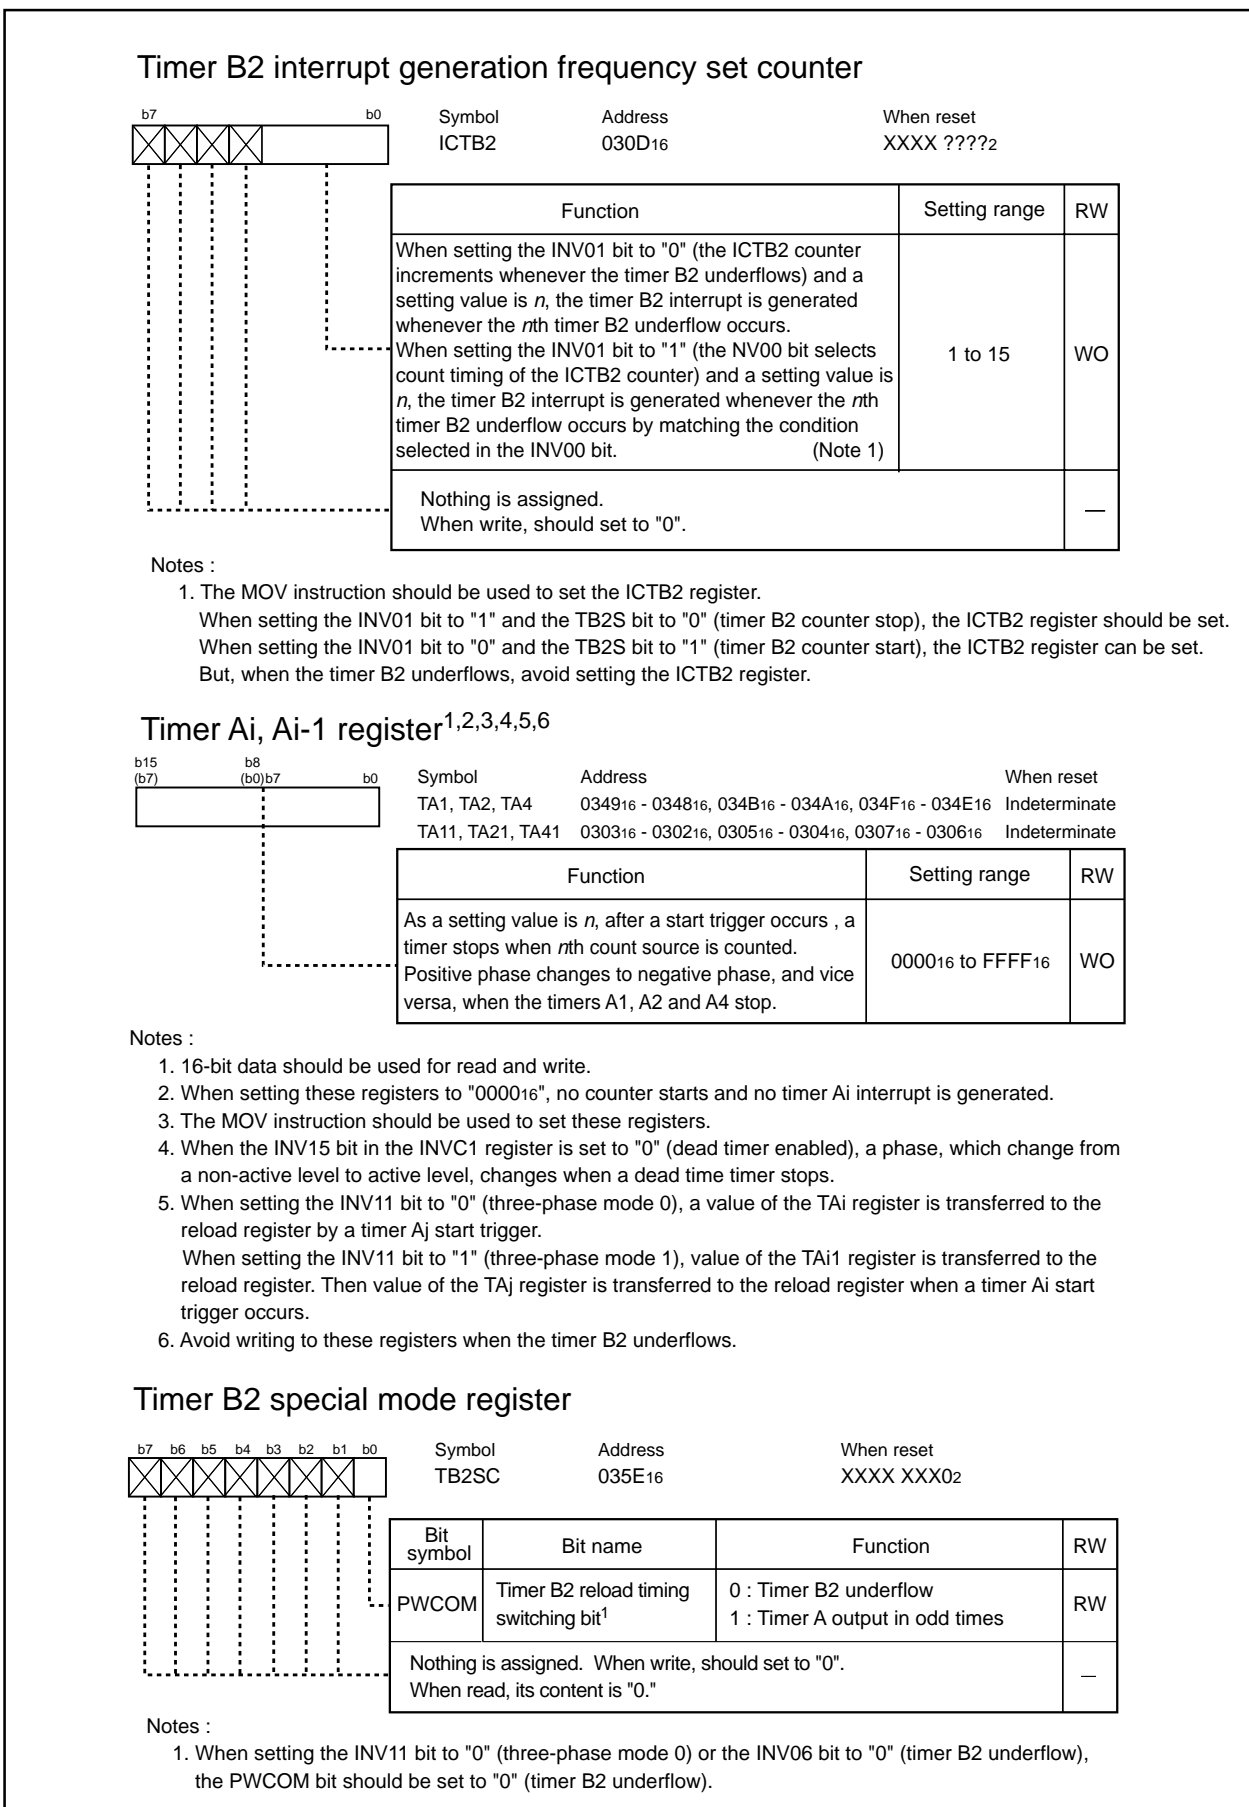 Timer B2 interrupt generation frequency set counter
b7 b0 Symbol Address When reset
ICTB2 030D16 XXXX ????2
Function Setting range RW
When setting the INV01 bit to "0" (the ICTB2 counter
increments whenever the timer B2 underflows) and a
setting value is n, the timer B2 interrupt is generated
whenever the nth timer B2 underflow occurs.
When setting the INV01 bit to "1" (the NV00 bit selects
count timing of the ICTB2 counter) and a setting value is
n, the timer B2 interrupt is generated whenever the nth
timer B2 underflow occurs by matching the condition
selected in the INV00 bit. (Note 1)
1 to 15 WO
Nothing is assigned.
When write, should set to "0".
—
Notes :
1. The MOV instruction should be used to set the ICTB2 register.
When setting the INV01 bit to "1" and the TB2S bit to "0" (timer B2 counter stop), the ICTB2 register should be set.
When setting the INV01 bit to "0" and the TB2S bit to "1" (timer B2 counter start), the ICTB2 register can be set.
But, when the timer B2 underflows, avoid setting the ICTB2 register.
Timer Ai, Ai-1 register1,2,3,4,5,6
b15 b8
(b7) (b0)b7 b0 Symbol Address When reset
TA1, TA2, TA4 034916 - 034816, 034B16 - 034A16, 034F16 - 034E16 Indeterminate
TA11, TA21, TA41 030316 - 030216, 030516 - 030416, 030716 - 030616 Indeterminate
Function Setting range RW
As a setting value is n, after a start trigger occurs , a
timer stops when nth count source is counted.
Positive phase changes to negative phase, and vice
versa, when the timers A1, A2 and A4 stop.
000016 to FFFF16 WO
Notes :
1. 16-bit data should be used for read and write.
2. When setting these registers to "000016", no counter starts and no timer Ai interrupt is generated.
3. The MOV instruction should be used to set these registers.
4. When the INV15 bit in the INVC1 register is set to "0" (dead timer enabled), a phase, which change from
a non-active level to active level, changes when a dead time timer stops.
5. When setting the INV11 bit to "0" (three-phase mode 0), a value of the TAi register is transferred to the
reload register by a timer Aj start trigger.
When setting the INV11 bit to "1" (three-phase mode 1), value of the TAi1 register is transferred to the
reload register. Then value of the TAj register is transferred to the reload register when a timer Ai start
trigger occurs.
6. Avoid writing to these registers when the timer B2 underflows.
Timer B2 special mode register
b7 b6 b5 b4 b3 b2 b1 b0 Symbol Address When reset
TB2SC 035E16 XXXX XXX02
Bit
symbol Bit name Function RW
PWCOM Timer B2 reload timing
switching bit1
0 : Timer B2 underflow
1 : Timer A output in odd times
RW
Nothing is assigned. When write, should set to "0".
When read, its content is "0."
—
Notes :
1. When setting the INV11 bit to "0" (three-phase mode 0) or the INV06 bit to "0" (timer B2 underflow),
the PWCOM bit should be set to "0" (timer B2 underflow).